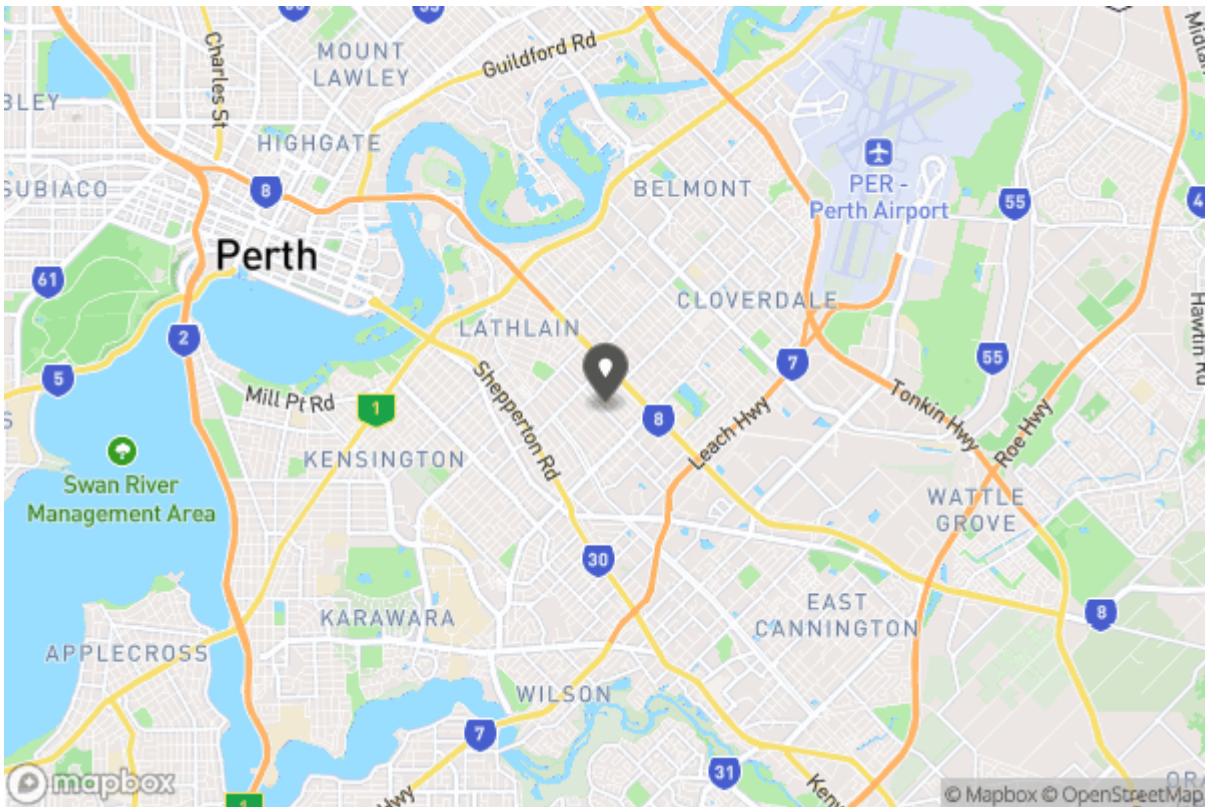 55
MOUNT
LAWLEY
Guildford Rd
Charles St
BLEY
HIGHGATE
SUBIACO
8
BELMONT
PER -
Perth Airport
55
4
Perth
61
CLOVERDALE
LATHLAIN
2
5
7
55
Hawtin Rd
Mill Pt Rd
1
Shepperton Rd
8
Leach Hwy
Tonkin Hwy
Roe Hwy
KENSINGTON
Swan River
Management Area
WATTLE
GROVE
30
KARAWARA
EAST
CANNINGTON
8
APPLECROSS
WILSON
7
31
mapbox
1
Hwy
© Mapbox © OpenStreetMap